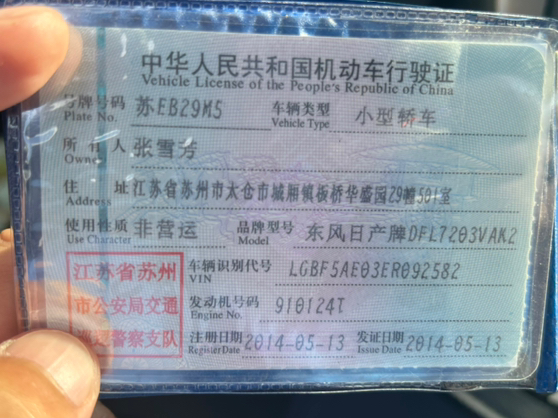 中华人民共和国机动车行驶证
Vehicle License of the People's Republic of China
号牌号码 苏EB29M5 车辆类型 小型轿车
Plate No. Vehicle Type
所有人 张雪芳
Owner
住址 江苏省苏州市太仓市城厢镇板桥华盛园29幢501室
Address
使用性质 非营运 品牌型号 东风日产牌DFL7203VAK2
Use Character Model
江苏省苏州 车辆识别代号 LGBF5AE03ER092582
VIN
市公安局交通 发动机号码 910124T
Engine No.
巡逻警察支队 注册日期 2014-05-13 发证日期 2014-05-13
Register Date Issue Date